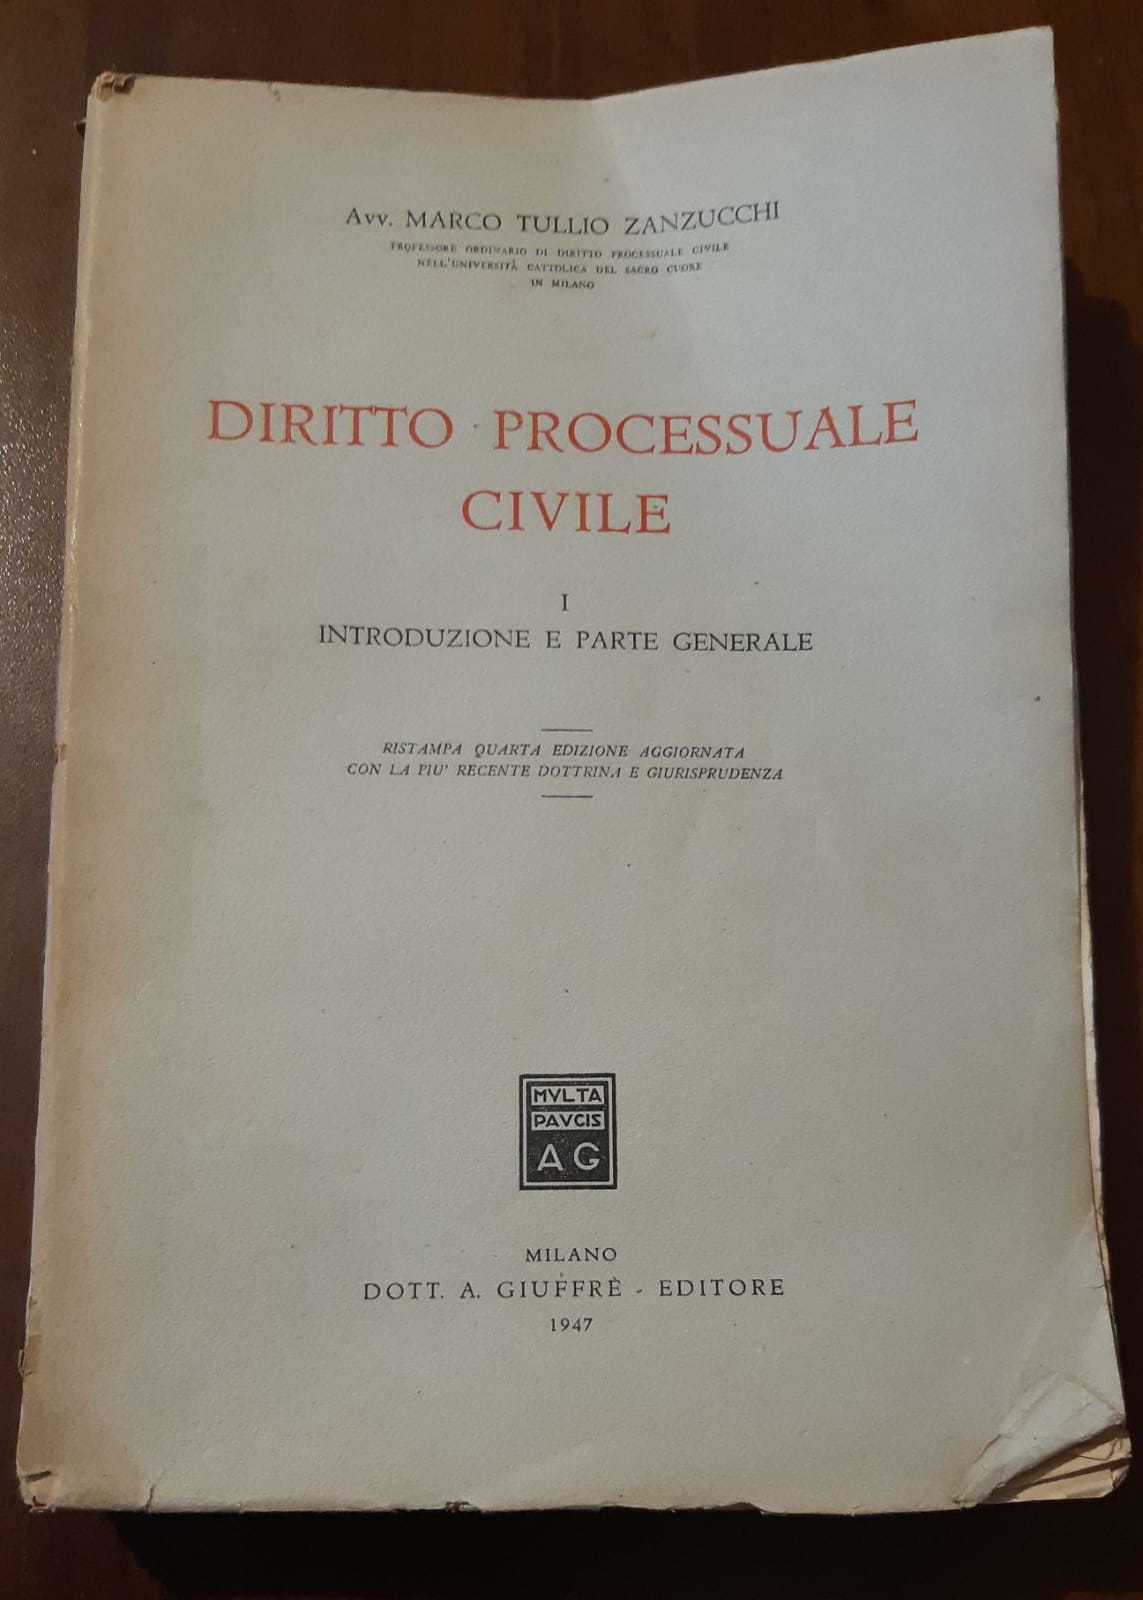 Avv. MARCO TULLIO ZANZUCCHI
PROFESSORE ORDINARIO DI DIRITTO PROCESSUALE CIVILE
NELL'UNIVERSITÀ CATTOLICA DEL SACRO CUORE
IN MILANO
DIRITTO PROCESSUALE
CIVILE
I
INTRODUZIONE E PARTE GENERALE
RISTAMPA QUARTA EDIZIONE AGGIORNATA
CON LA PIU' RECENTE DOTTRINA E GIURISPRUDENZA
MVLTA
PAVCIS
AG
MILANO
DOTT. A. GIUFFRÈ - EDITORE
1947